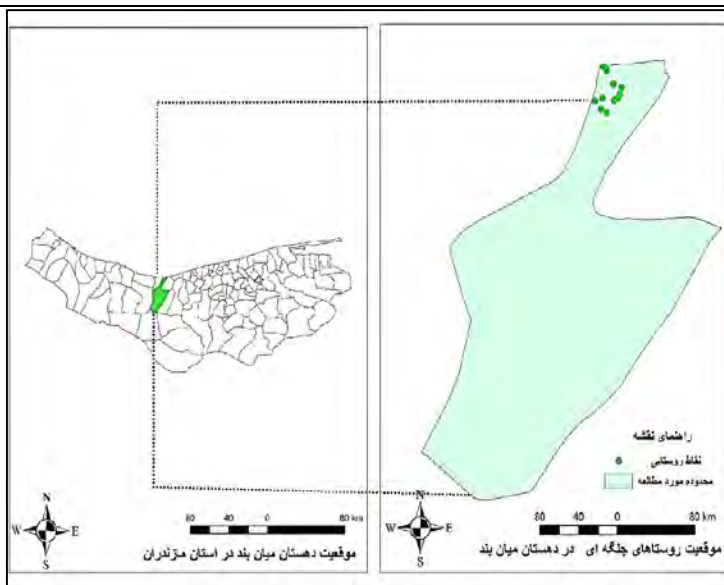 راهنمای نقشه
نقاط روستایی
محدوده مورد مطالعه
N
W E
S
80 40 0 80 km
موقعیت روستاهای جلگه ای در دهستان میان بند
N
W E
S
80 40 0 80 km
موقعیت دهستان میان بند در استان مازندران